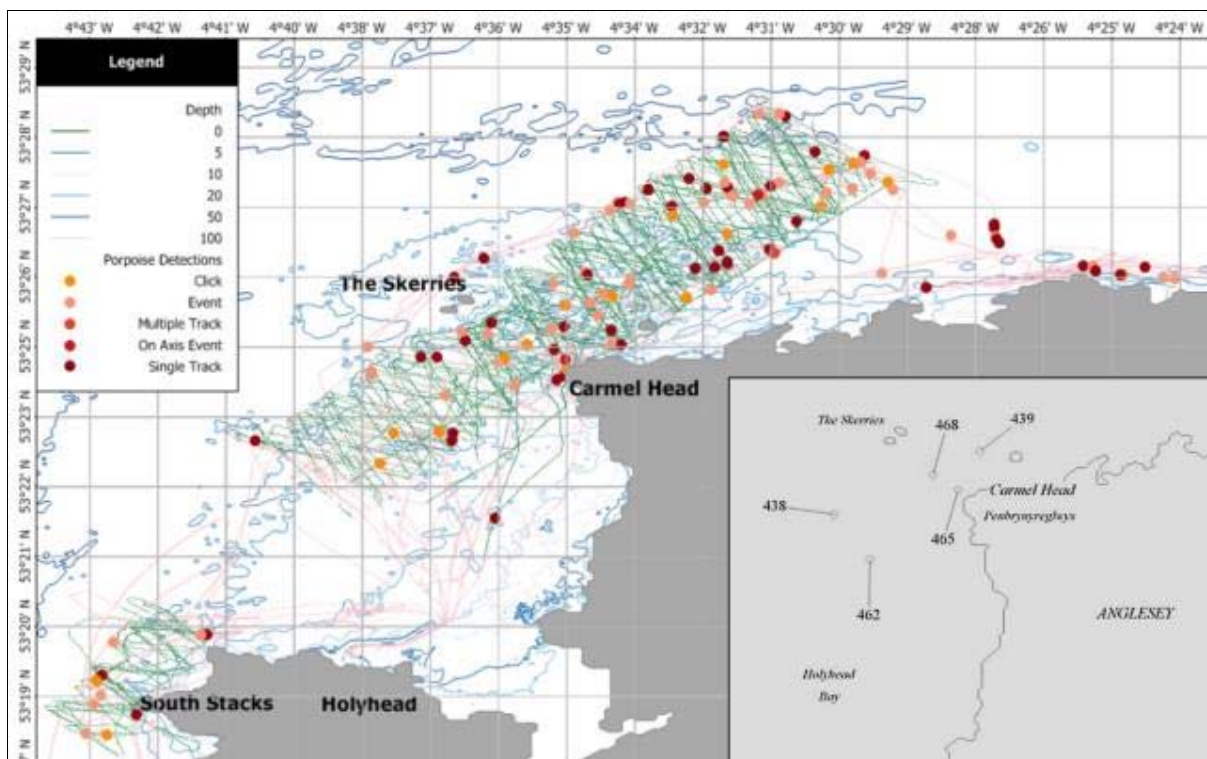 4°43' W 4°42' W 4°41' W 4°40' W 4°38' W 4°37' W 4°36' W 4°35' W 4°34' W 4°32' W 4°31' W 4°30' W 4°29' W 4°28' W 4°26' W 4°25' W 4°24' W
53°29' N
53°28' N
53°27' N
53°26' N
53°25' N
53°23' N
53°22' N
53°21' N
53°20' N
53°19' N
7' N
Legend
Depth
0
5
10
20
50
100
Porpoise Detections
Click
Event
Multiple Track
On Axis Event
Single Track
The Skerries
Carmel Head
South Stacks
Holyhead
The Skerries
468
439
438
Carmel Head
465
462
ANGLESEY
Holyhead
Bay